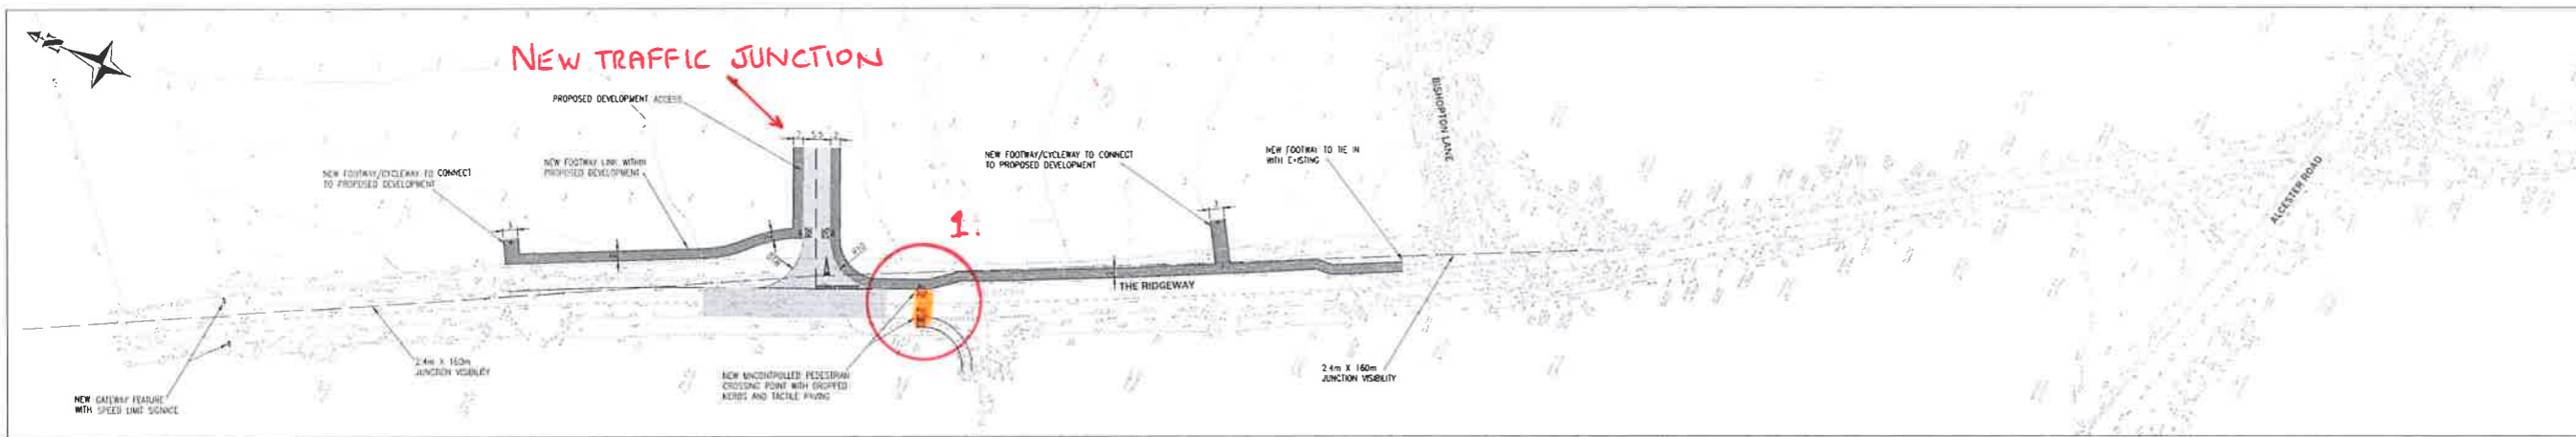 NEW TRAFFIC JUNCTION
PROPOSED DEVELOPMENT ACCESS
NEW FOOTWAY/CYCLEWAY TO CONNECT
TO PROPOSED DEVELOPMENT
NEW FOOTWAY LINK WITHIN
PROPOSED DEVELOPMENT
1.
NEW FOOTWAY/CYCLEWAY TO CONNECT
TO PROPOSED DEVELOPMENT
NEW FOOTWAY TO TIE IN
WITH EXISTING
BISHOPTON LANE
ALCESTER ROAD
THE RIDGEWAY
2.4m X 160m
JUNCTION VISIBILITY
NEW GATEWAY FEATURE
WITH SPEED LIMIT SIGNAGE
NEW UNCONTROLLED PEDESTRIAN
CROSSING POINT WITH DROPPED
KERBS AND TACTILE PAVING
2.4m X 160m
JUNCTION VISIBILITY